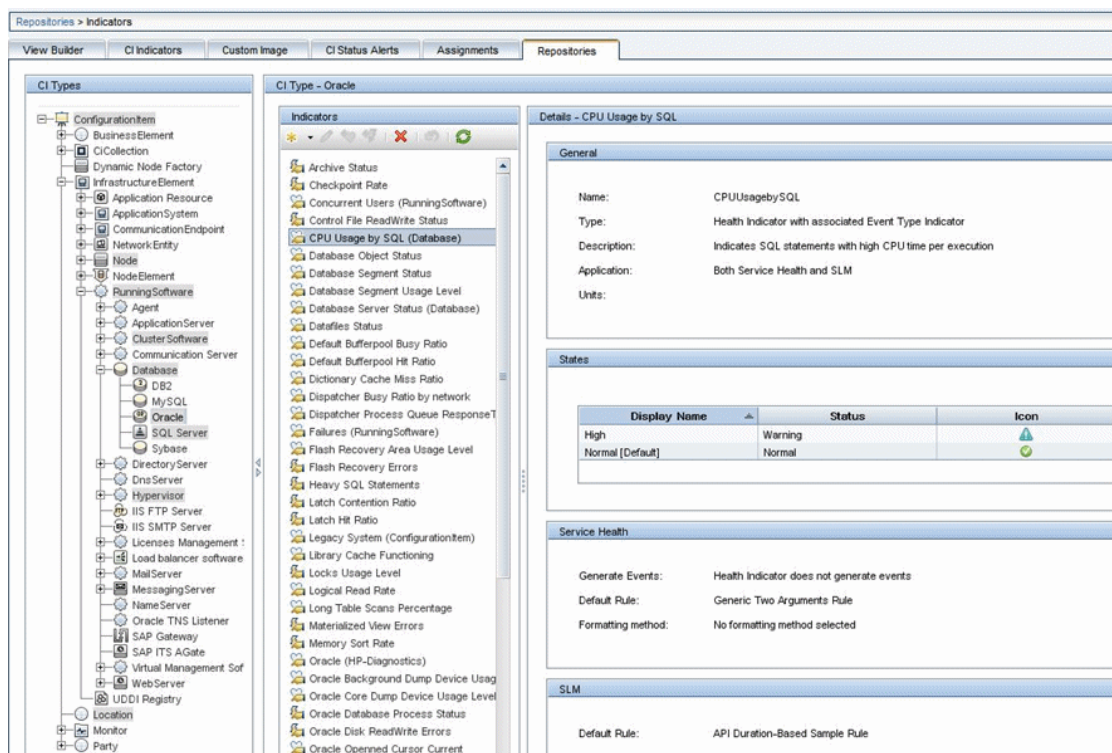 Repositories > Indicators
View Builder
CI Indicators
Custom Image
CI Status Alerts
Assignments
Repositories
CI Types
ConfigurationItem
BusinessElement
CiCollection
Dynamic Node Factory
InfrastructureElement
Application Resource
ApplicationSystem
CommunicationEndpoint
NetworkEntity
Node
NodeElement
RunningSoftware
Agent
ApplicationServer
ClusterSoftware
Communication Server
Database
DB2
MySQL
Oracle
SQL Server
Sybase
DirectoryServer
DnsServer
Hypervisor
IIS FTP Server
IIS SMTP Server
Licenses Management S
Load balancer software
MailServer
MessagingServer
NameServer
Oracle TNS Listener
SAP Gateway
SAP ITS AGate
Virtual Management Sof
WebServer
UDDI Registry
Location
Monitor
Party
CI Type - Oracle
Indicators
Archive Status
Checkpoint Rate
Concurrent Users (RunningSoftware)
Control File ReadWrite Status
CPU Usage by SQL (Database)
Database Object Status
Database Segment Status
Database Segment Usage Level
Database Server Status (Database)
Datafiles Status
Default Bufferpool Busy Ratio
Default Bufferpool Hit Ratio
Dictionary Cache Miss Ratio
Dispatcher Busy Ratio by network
Dispatcher Process Queue ResponseT
Failures (RunningSoftware)
Flash Recovery Area Usage Level
Flash Recovery Errors
Heavy SQL Statements
Latch Contention Ratio
Latch Hit Ratio
Legacy System (ConfigurationItem)
Library Cache Functioning
Locks Usage Level
Logical Read Rate
Long Table Scans Percentage
Materialized View Errors
Memory Sort Rate
Oracle (HP-Diagnostics)
Oracle Background Dump Device Usag
Oracle Core Dump Device Usage Level
Oracle Database Process Status
Oracle Disk ReadWrite Errors
Oracle Openned Cursor Current
Details - CPU Usage by SQL
General
Name: CPUUsagebySQL
Type: Health Indicator with associated Event Type Indicator
Description: Indicates SQL statements with high CPU time per execution
Application: Both Service Health and SLM
Units:
States
Display Name Status Icon
High Warning
Normal [Default] Normal
Service Health
Generate Events: Health Indicator does not generate events
Default Rule: Generic Two Arguments Rule
Formatting method: No formatting method selected
SLM
Default Rule: API Duration-Based Sample Rule